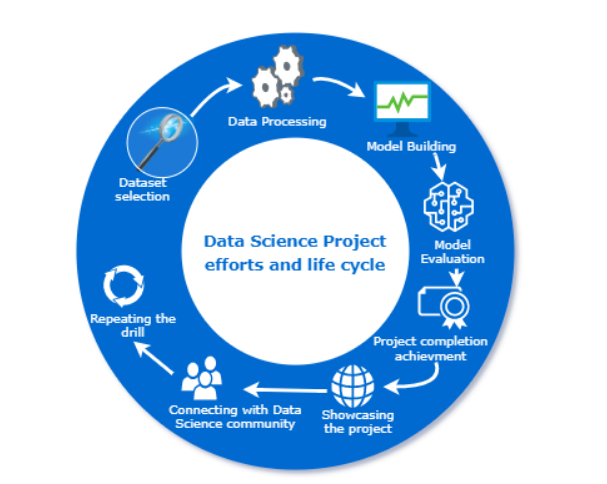 Data Processing
Model Building
Dataset
selection
Data Science Project
efforts and life cycle
Model
Evaluation
Repeating the
drill
Project completion
achievment
Connecting with Data
Science community
Showcasing
the project